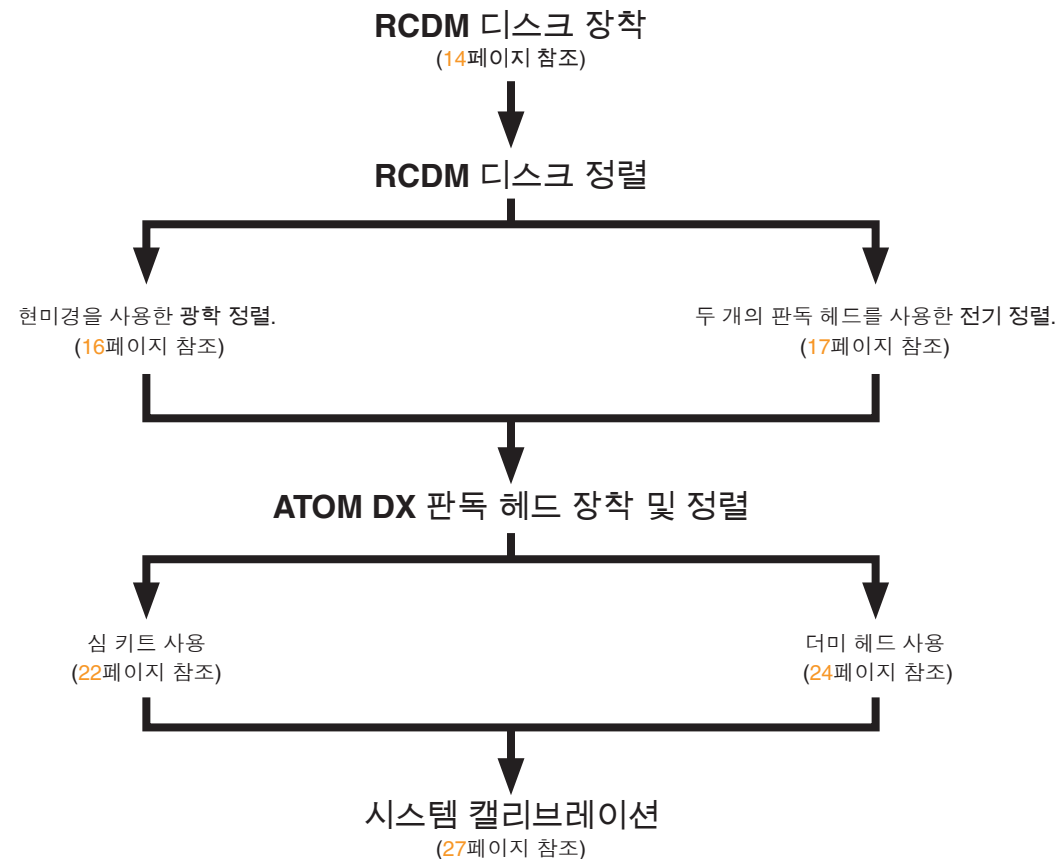 RCDM 디스크 장착
(14페이지 참조)
RCDM 디스크 정렬
현미경을 사용한 광학 정렬.
(16페이지 참조)
두 개의 판독 헤드를 사용한 전기 정렬.
(17페이지 참조)
ATOM DX 판독 헤드 장착 및 정렬
심 키트 사용
(22페이지 참조)
더미 헤드 사용
(24페이지 참조)
시스템 캘리브레이션
(27페이지 참조)